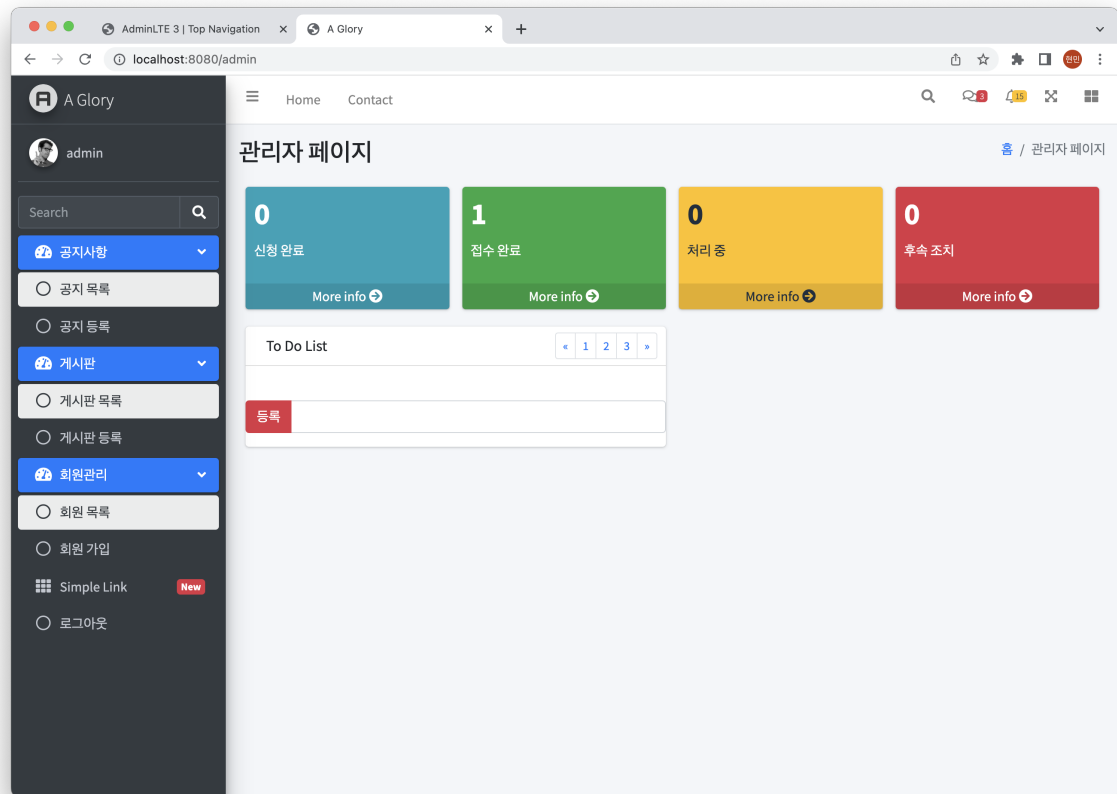 AdminLTE 3 | Top Navigation
A Glory
localhost:8080/admin
현민
A Glory
Home
Contact
3
15
admin
관리자 페이지
홈 / 관리자 페이지
Search
공지사항
공지 목록
공지 등록
게시판
게시판 목록
게시판 등록
회원관리
회원 목록
회원 가입
Simple Link
New
로그아웃
0
신청 완료
More info
1
접수 완료
More info
0
처리 중
More info
0
후속 조치
More info
To Do List
« 1 2 3 »
등록